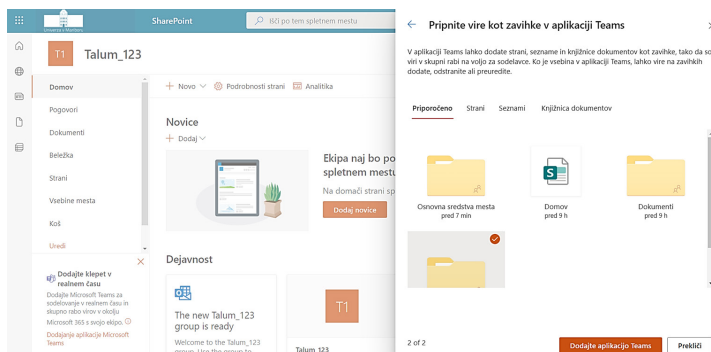 SharePoint
Išči po tem spletnem mestu
T1
Talum_123
Domov
Pogovori
Dokumenti
Beležka
Strani
Vsebine mesta
Koš
Uredi
Dodajte klepet v
realnem času
Dodajte Microsoft Teams za
sodelovanje v realnem času in
skupno rabo virov v okolju
Microsoft 365 s svojo ekipo.
Dodajanje aplikacije Microsoft
Teams
+ Novo
Podrobnosti strani
Analitika
Novice
+ Dodaj
Ekipa naj bo po
spletnem mestu
Na domači strani sp
Dodaj novice
Dejavnost
The new Talum_123
group is ready
Welcome to the Talum_123
group. Use the group to
T1
Talum 123
Pripnite vire kot zavihke v aplikaciji Teams
V aplikaciji Teams lahko dodate strani, sezname in knjižnice dokumentov kot zavihke, tako da so
viri v skupni rabi na voljo za sodelavce. Ko je vsebina v aplikaciji Teams, lahko vire na zavihkih
dodate, odstranite ali preuredite.
Priporočeno
Strani
Seznami
Knjižnica dokumentov
Osnovna sredstva mesta
pred 7 min
S
Domov
pred 9 h
Dokumenti
pred 9 h
2 of 2
Dodajte aplikacijo Teams
Prekliči